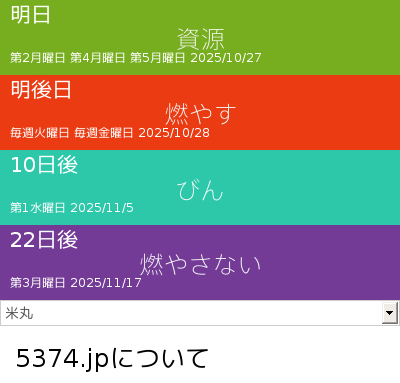 明日
資源
第2月曜日 第4月曜日 第5月曜日 2025/10/27
明後日
燃やす
毎週火曜日 毎週金曜日 2025/10/28
10日後
びん
第1水曜日 2025/11/5
22日後
燃やさない
第3月曜日 2025/11/17
米丸
5374.jpについて